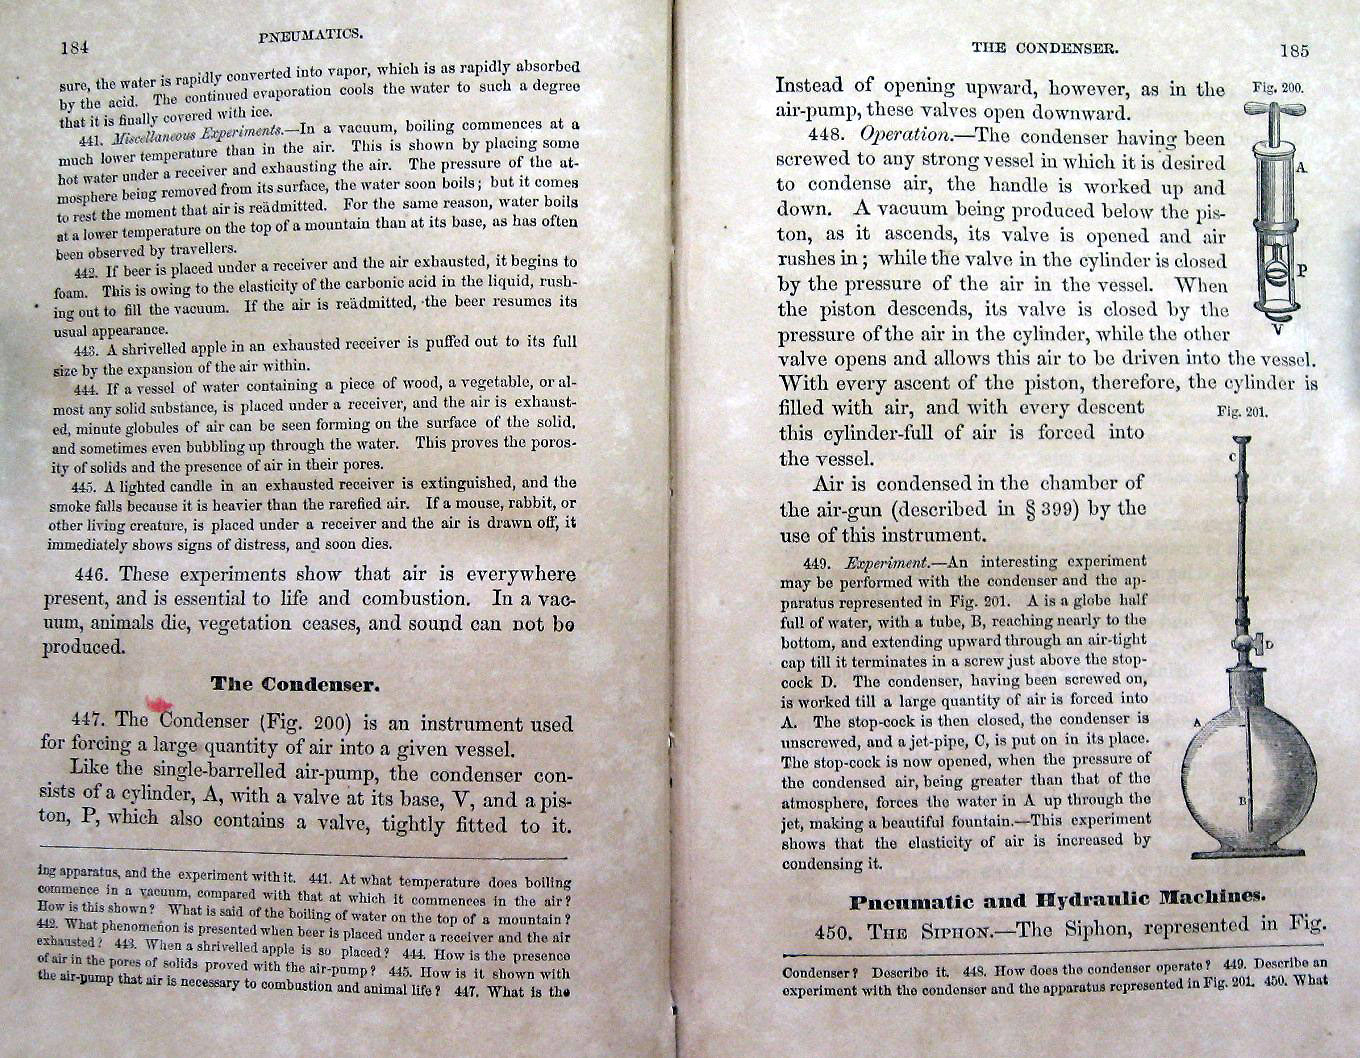 184
PNEUMATICS.
sure, the water is rapidly converted into vapor, which is as rapidly absorbed
by the acid. The continued evaporation cools the water to such a degree
that it is finally covered with ice.
441. Miscellaneous Experiments.—In a vacuum, boiling commences at a
much lower temperature than in the air. This is shown by placing some
hot water under a receiver and exhausting the air. The pressure of the at-
mosphere being removed from its surface, the water soon boils; but it comes
to rest the moment that air is reädmitted. For the same reason, water boils
at a lower temperature on the top of a mountain than at its base, as has often
been observed by travellers.
442. If beer is placed under a receiver and the air exhausted, it begins to
foam. This is owing to the elasticity of the carbonic acid in the liquid, rush-
ing out to fill the vacuum. If the air is reädmitted, the beer resumes its
usual appearance.
443. A shrivelled apple in an exhausted receiver is puffed out to its full
size by the expansion of the air within.
444. If a vessel of water containing a piece of wood, a vegetable, or al-
most any solid substance, is placed under a receiver, and the air is exhaust-
ed, minute globules of air can be seen forming on the surface of the solid,
and sometimes even bubbling up through the water. This proves the poros-
ity of solids and the presence of air in their pores.
445. A lighted candle in an exhausted receiver is extinguished, and the
smoke falls because it is heavier than the rarefied air. If a mouse, rabbit, or
other living creature, is placed under a receiver and the air is drawn off, it
immediately shows signs of distress, and soon dies.
446. These experiments show that air is everywhere
present, and is essential to life and combustion. In a vac-
uum, animals die, vegetation ceases, and sound can not be
produced.
The Condenser.
447. The Condenser (Fig. 200) is an instrument used
for forcing a large quantity of air into a given vessel.
Like the single-barrelled air-pump, the condenser con-
sists of a cylinder, A, with a valve at its base, V, and a pis-
ton, P, which also contains a valve, tightly fitted to it.
ing apparatus, and the experiment with it. 441. At what temperature does boiling
commence in a vacuum, compared with that at which it commences in the air?
How is this shown? What is said of the boiling of water on the top of a mountain?
442. What phenomenon is presented when beer is placed under a receiver and the air
exhausted? 443. When a shrivelled apple is so placed? 444. How is the presence
of air in the pores of solids proved with the air-pump? 445. How is it shown with
the air-pump that air is necessary to combustion and animal life? 447. What is the
THE CONDENSER.
185
Instead of opening upward, however, as in the
air-pump, these valves open downward.
448. Operation.—The condenser having been
screwed to any strong vessel in which it is desired
to condense air, the handle is worked up and
down. A vacuum being produced below the pis-
ton, as it ascends, its valve is opened and air
rushes in; while the valve in the cylinder is closed
by the pressure of the air in the vessel. When
the piston descends, its valve is closed by the
pressure of the air in the cylinder, while the other
valve opens and allows this air to be driven into the vessel.
With every ascent of the piston, therefore, the cylinder is
filled with air, and with every descent
this cylinder-full of air is forced into
the vessel.
Air is condensed in the chamber of
the air-gun (described in § 399) by the
use of this instrument.
449. Experiment.—An interesting experiment
may be performed with the condenser and the ap-
paratus represented in Fig. 201. A is a globe half
full of water, with a tube, B, reaching nearly to the
bottom, and extending upward through an air-tight
cap till it terminates in a screw just above the stop-
cock D. The condenser, having been screwed on,
is worked till a large quantity of air is forced into
A. The stop-cock is then closed, the condenser is
unscrewed, and a jet-pipe, C, is put on in its place.
The stop-cock is now opened, when the pressure of
the condensed air, being greater than that of the
atmosphere, forces the water in A up through the
jet, making a beautiful fountain.—This experiment
shows that the elasticity of air is increased by
condensing it.
Fig. 200.
A
P
V
Fig. 201.
C
D
A
B
Pneumatic and Hydraulic Machines.
450. THE SIPHON.—The Siphon, represented in Fig.
Condenser? Describe it. 448. How does the condenser operate? 449. Describe an
experiment with the condenser and the apparatus represented in Fig. 201. 450. What